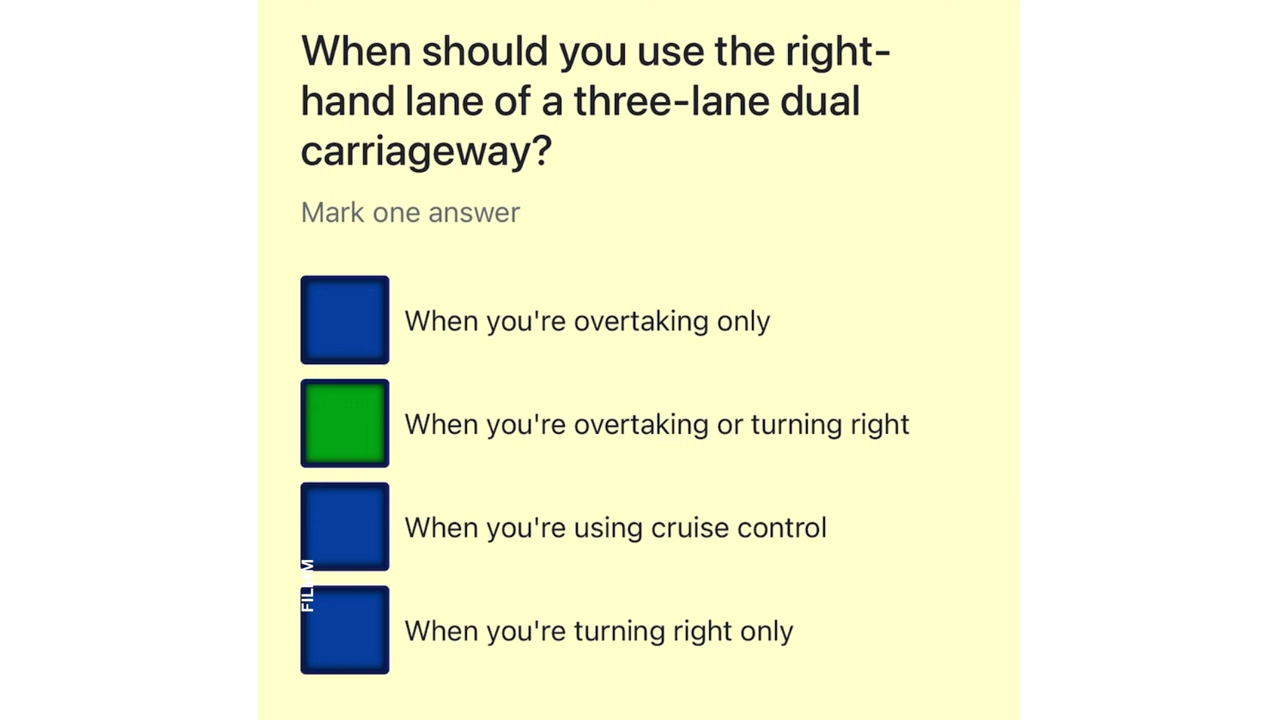 When should you use the right-
hand lane of a three-lane dual
carriageway?
Mark one answer
When you're overtaking only
When you're overtaking or turning right
When you're using cruise control
When you're turning right only